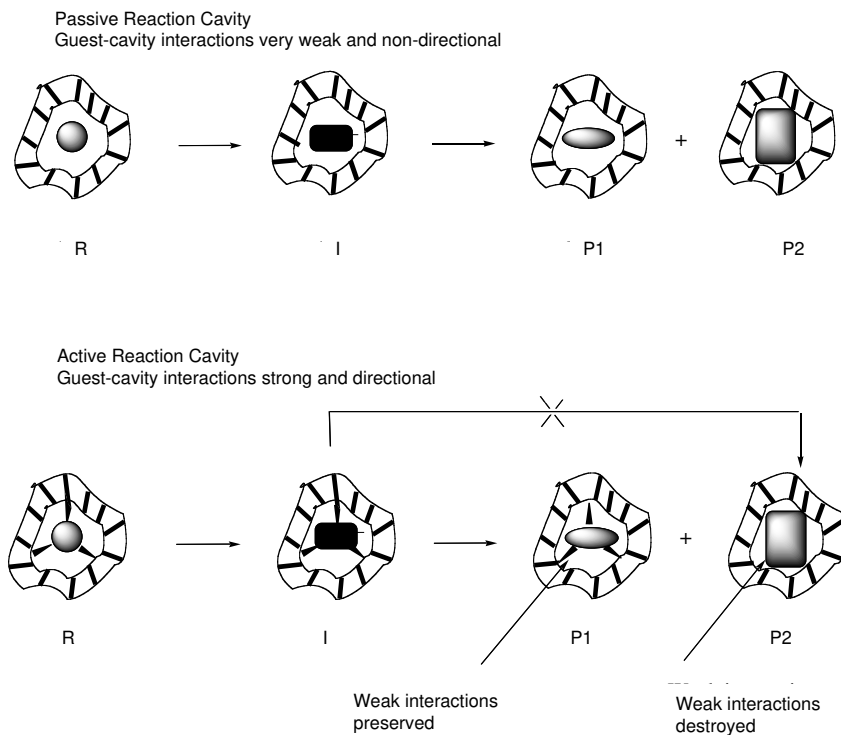 Passive Reaction Cavity
Guest-cavity interactions very weak and non-directional
+
R I P1 P2
Active Reaction Cavity
Guest-cavity interactions strong and directional
+
R I P1 P2
Weak interactions
preserved
Weak interactions
destroyed